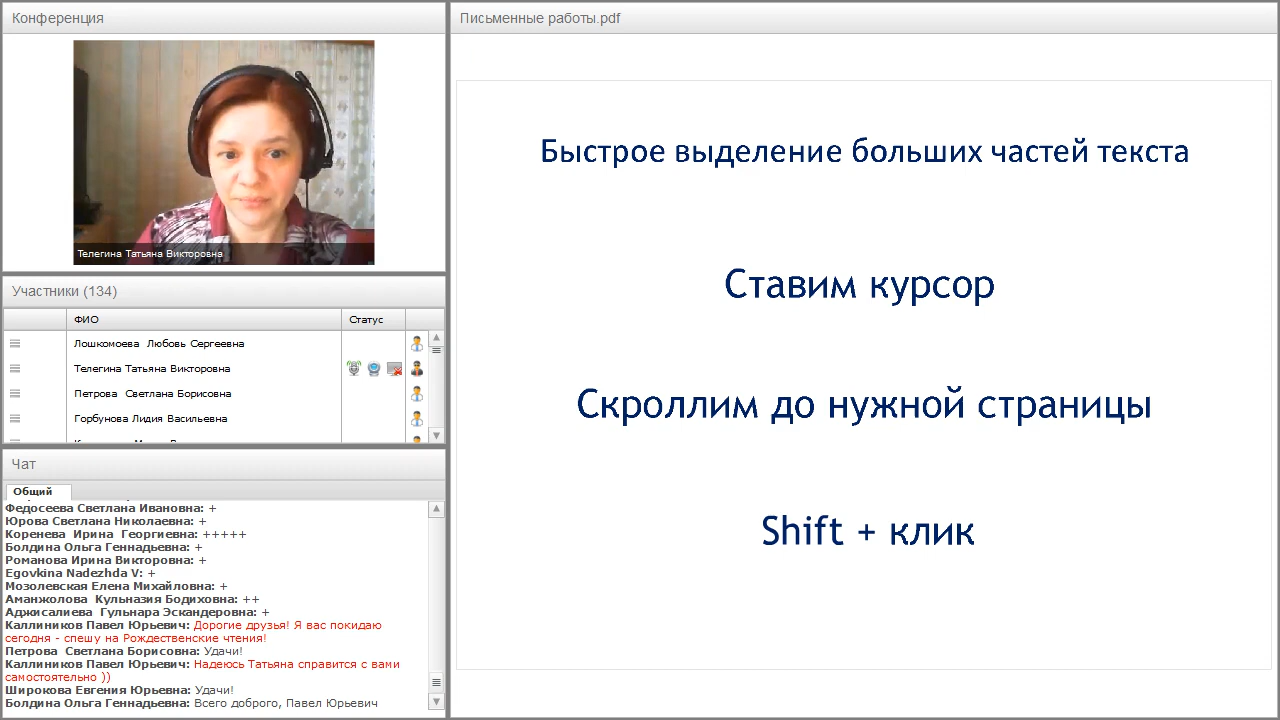 Конференция
Телегина Татьяна Викторовна
Участники (134)
ФИО
Статус
Лошкомоева Любовь Сергеевна
Телегина Татьяна Викторовна
Петрова Светлана Борисовна
Горбунова Лидия Васильевна
Чат
Общий
Федосеева Светлана Ивановна: +
Юрова Светлана Николаевна: +
Коренева Ирина Георгиевна: +++++
Болдина Ольга Геннадьевна: +
Романова Ирина Викторовна: +
Egovkina Nadezhda V: +
Мозолевская Елена Михайловна: +
Аманжолова Кульназия Бодиховна: ++
Аджисалиева Гульнара Эскандеровна: +
Каллиников Павел Юрьевич: Дорогие друзья! Я вас покидаю
сегодня - спешу на Рождественские чтения!
Петрова Светлана Борисовна: Удачи!
Каллиников Павел Юрьевич: Надеюсь Татьяна справится с вами
самостоятельно ))
Широкова Евгения Юрьевна: Удачи!
Болдина Ольга Геннадьевна: Всего доброго, Павел Юрьевич
Письменные работы.pdf
Быстрое выделение больших частей текста
Ставим курсор
Скроллим до нужной страницы
Shift + клик